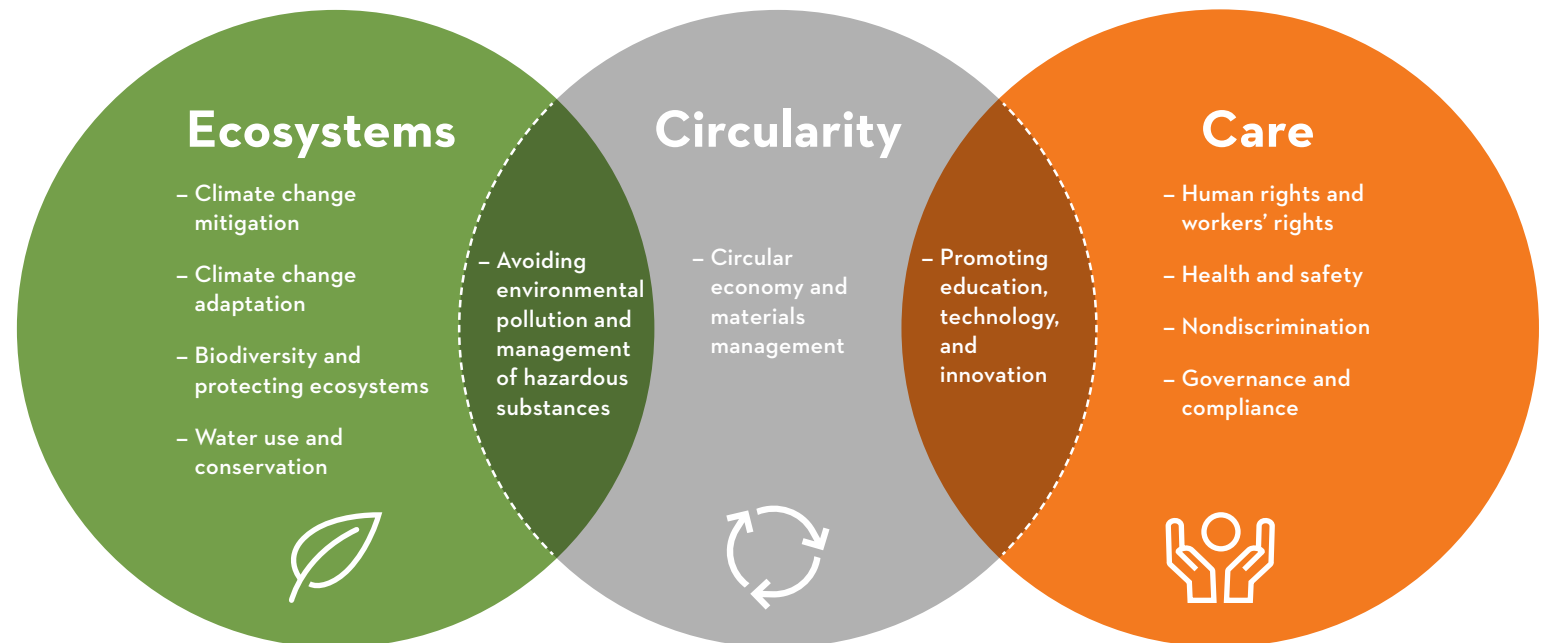 Ecosystems
– Climate change
mitigation
– Climate change
adaptation
– Biodiversity and
protecting ecosystems
– Water use and
conservation
– Avoiding
environmental
pollution and
management
of hazardous
substances
Circularity
– Circular
economy and
materials
management
– Promoting
education,
technology,
and
innovation
Care
– Human rights and
workers’ rights
– Health and safety
– Nondiscrimination
– Governance and
compliance